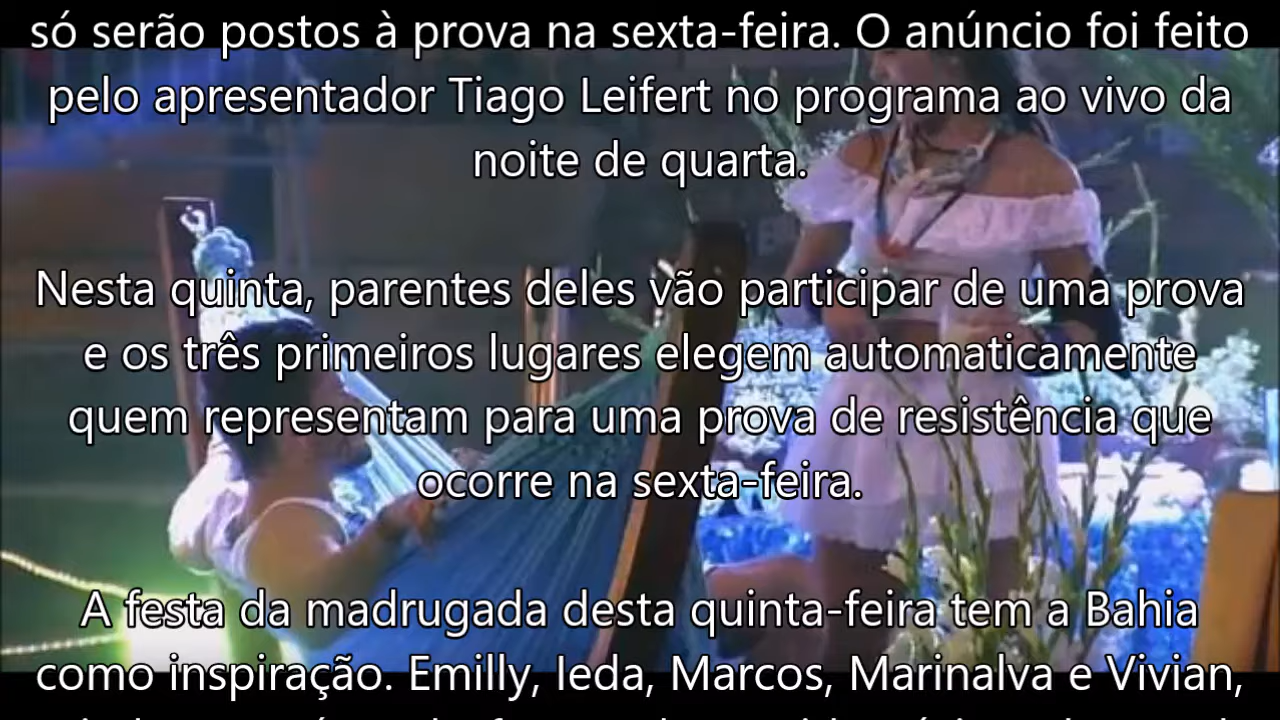 só serão postos à prova na sexta-feira. O anúncio foi feito
pelo apresentador Tiago Leifert no programa ao vivo da
noite de quarta.
Nesta quinta, parentes deles vão participar de uma prova
e os três primeiros lugares elegem automaticamente
quem representam para uma prova de resistência que
ocorre na sexta-feira.
A festa da madrugada desta quinta-feira tem a Bahia
como inspiração. Emilly, Ieda, Marcos, Marinalva e Vivian,